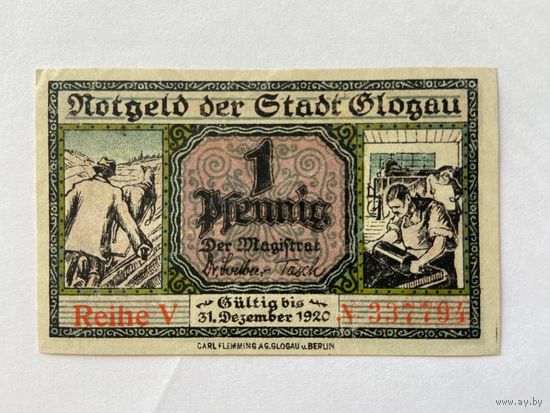 Notgeld der Stadt Glogau
1
Pfennig
Der Magistrat
Gültig bis
31. Dezember 1920
Reihe V
N 337794
CARL FLEMMING A.G. GLOGAU u. BERLIN
www.ay.by